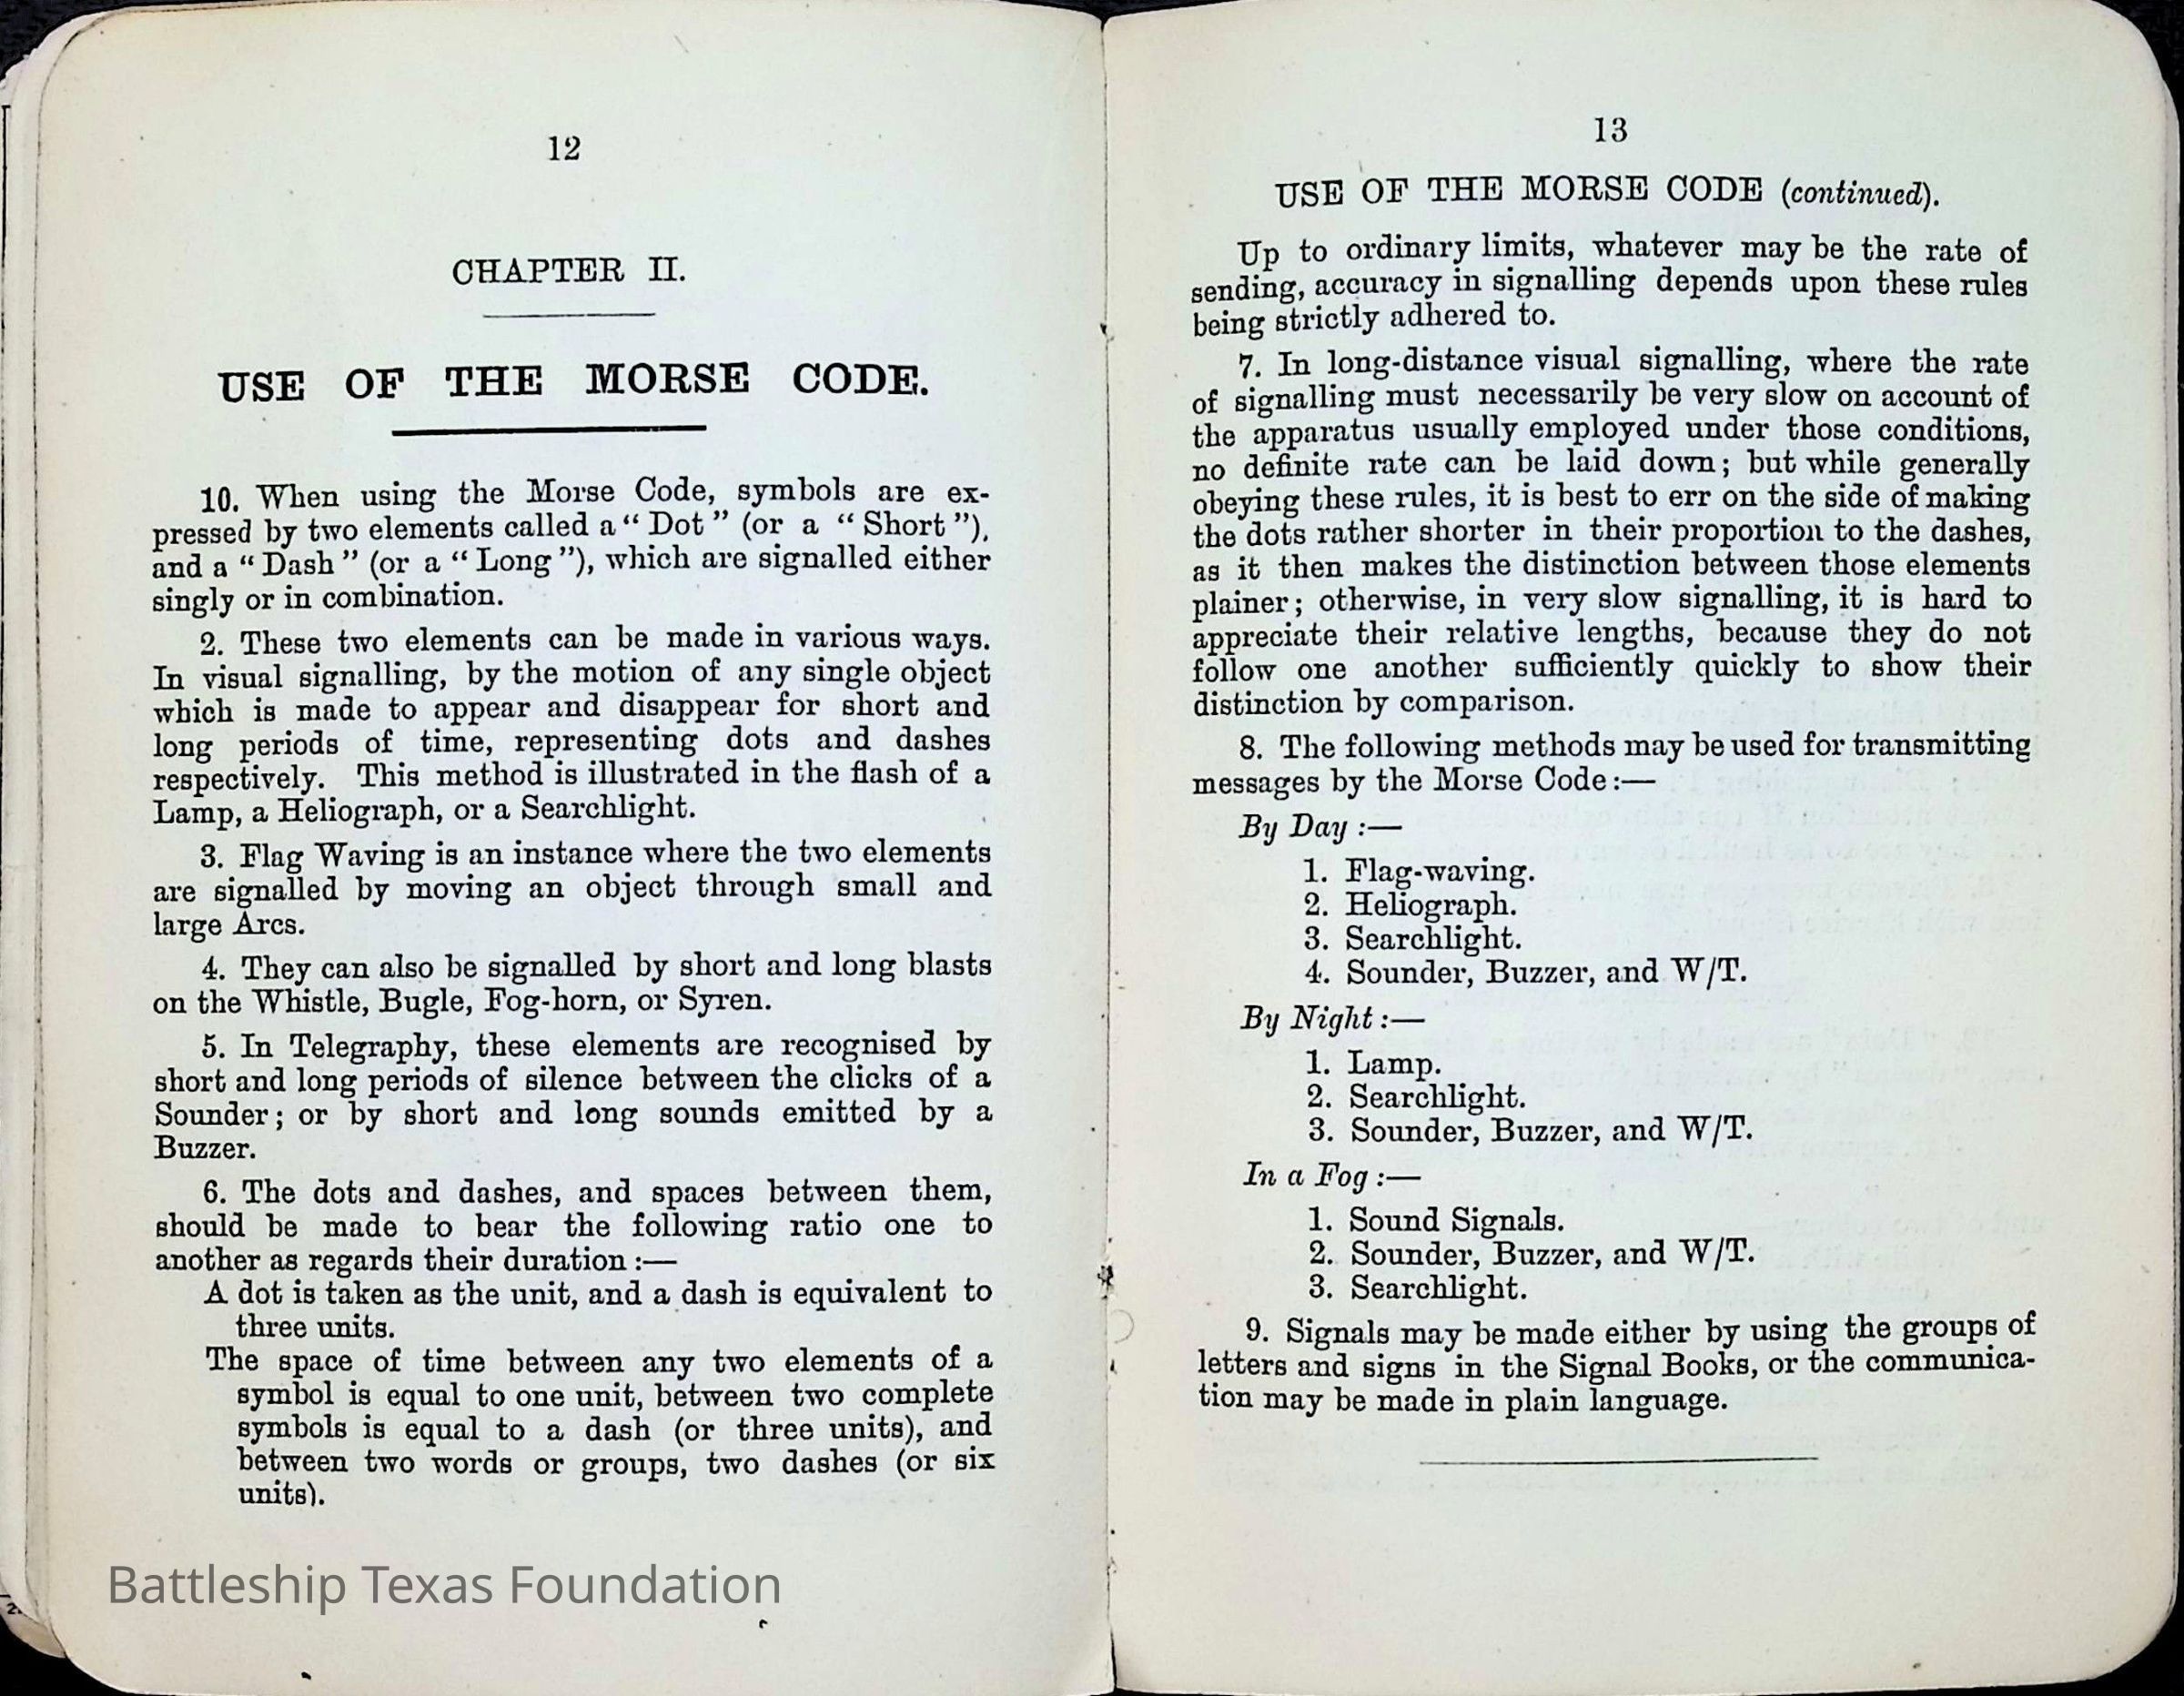 12
CHAPTER II.
USE OF THE MORSE CODE.
10. When using the Morse Code, symbols are ex-
pressed by two elements called a “ Dot ” (or a “ Short ”),
and a “ Dash ” (or a “ Long ”), which are signalled either
singly or in combination.
2. These two elements can be made in various ways.
In visual signalling, by the motion of any single object
which is made to appear and disappear for short and
long periods of time, representing dots and dashes
respectively. This method is illustrated in the flash of a
Lamp, a Heliograph, or a Searchlight.
3. Flag Waving is an instance where the two elements
are signalled by moving an object through small and
large Arcs.
4. They can also be signalled by short and long blasts
on the Whistle, Bugle, Fog-horn, or Syren.
5. In Telegraphy, these elements are recognised by
short and long periods of silence between the clicks of a
Sounder; or by short and long sounds emitted by a
Buzzer.
6. The dots and dashes, and spaces between them,
should be made to bear the following ratio one to
another as regards their duration :—
A dot is taken as the unit, and a dash is equivalent to
three units.
The space of time between any two elements of a
symbol is equal to one unit, between two complete
symbols is equal to a dash (or three units), and
between two words or groups, two dashes (or six
units).
Battleship Texas Foundation
13
USE OF THE MORSE CODE (continued).
Up to ordinary limits, whatever may be the rate of
sending, accuracy in signalling depends upon these rules
being strictly adhered to.
7. In long-distance visual signalling, where the rate
of signalling must necessarily be very slow on account of
the apparatus usually employed under those conditions,
no definite rate can be laid down; but while generally
obeying these rules, it is best to err on the side of making
the dots rather shorter in their proportion to the dashes,
as it then makes the distinction between those elements
plainer; otherwise, in very slow signalling, it is hard to
appreciate their relative lengths, because they do not
follow one another sufficiently quickly to show their
distinction by comparison.
8. The following methods may be used for transmitting
messages by the Morse Code:—
By Day :—
1. Flag-waving.
2. Heliograph.
3. Searchlight.
4. Sounder, Buzzer, and W/T.
By Night :—
1. Lamp.
2. Searchlight.
3. Sounder, Buzzer, and W/T.
In a Fog :—
1. Sound Signals.
2. Sounder, Buzzer, and W/T.
3. Searchlight.
9. Signals may be made either by using the groups of
letters and signs in the Signal Books, or the communica-
tion may be made in plain language.